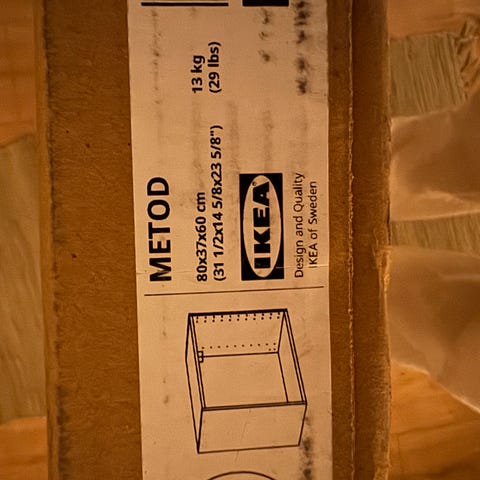 METOD
80x37x60 cm
(31 1/2x14 5/8x23 5/8")
13 kg
(29 lbs)
IKEA®
Design and Quality
IKEA of Sweden